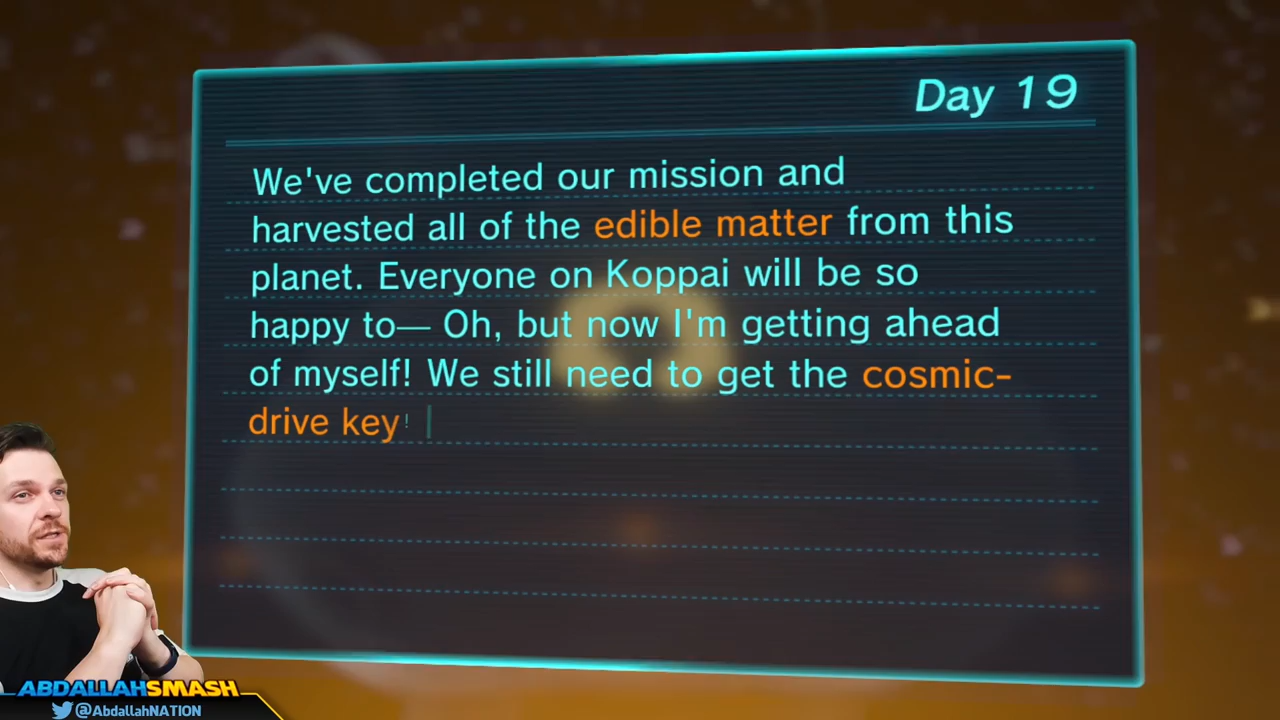 Day 19
We've completed our mission and
harvested all of the edible matter from this
planet. Everyone on Koppai will be so
happy to— Oh, but now I'm getting ahead
of myself! We still need to get the cosmic-
drive key!
ABDALLAHSMASH
@AbdallahNATION